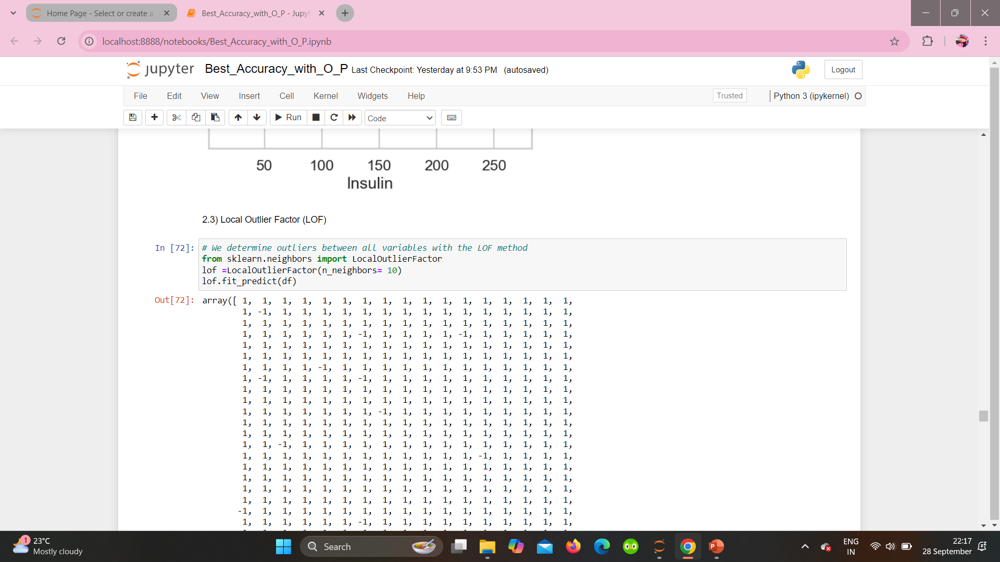 Home Page - Select or create a
Best_Accuracy_with_O_P - Jupyt
localhost:8888/notebooks/Best_Accuracy_with_O_P.ipynb
jupyter Best_Accuracy_with_O_P Last Checkpoint: Yesterday at 9:53 PM (autosaved)
Logout
File Edit View Insert Cell Kernel Widgets Help
Trusted
Python 3 (ipykernel)
Run
Code
50 100 150 200 250
Insulin
2.3) Local Outlier Factor (LOF)
In [72]: # We determine outliers between all variables with the LOF method
from sklearn.neighbors import LocalOutlierFactor
lof =LocalOutlierFactor(n_neighbors= 10)
lof.fit_predict(df)
Out[72]: array([ 1, 1, 1, 1, 1, 1, 1, 1, 1, 1, 1, 1, 1, 1, 1, 1, 1,
1, -1, 1, 1, 1, 1, 1, 1, 1, 1, 1, 1, 1, 1, 1, 1, 1,
1, 1, 1, 1, 1, 1, 1, 1, 1, 1, 1, 1, 1, 1, 1, 1, 1,
1, 1, 1, 1, 1, 1, -1, 1, 1, 1, 1, -1, 1, 1, 1, 1, 1,
1, 1, 1, 1, 1, 1, 1, 1, 1, 1, 1, 1, 1, 1, 1, 1, 1,
1, 1, 1, 1, 1, 1, 1, 1, 1, 1, 1, 1, 1, 1, 1, 1, 1,
1, 1, 1, 1, -1, 1, 1, 1, 1, 1, 1, 1, 1, 1, 1, 1, 1,
1, -1, 1, 1, 1, 1, -1, 1, 1, 1, 1, 1, 1, 1, 1, 1, 1,
1, 1, 1, 1, 1, 1, 1, 1, 1, 1, 1, 1, 1, 1, 1, 1, 1,
1, 1, 1, 1, 1, 1, 1, 1, 1, 1, 1, 1, 1, 1, 1, 1, 1,
1, 1, 1, 1, 1, 1, 1, -1, 1, 1, 1, 1, 1, 1, 1, 1, 1,
1, 1, 1, 1, 1, 1, 1, 1, 1, 1, 1, 1, 1, 1, 1, 1, 1,
1, 1, 1, 1, 1, 1, 1, 1, 1, 1, 1, 1, 1, 1, 1, 1, 1,
1, 1, -1, 1, 1, 1, 1, 1, 1, 1, 1, 1, 1, 1, 1, 1, 1,
1, 1, 1, 1, 1, 1, 1, 1, 1, 1, 1, 1, -1, 1, 1, 1, 1,
1, 1, 1, 1, 1, 1, 1, 1, 1, 1, 1, 1, 1, 1, 1, 1, 1,
1, 1, 1, 1, 1, 1, 1, 1, 1, 1, 1, 1, 1, 1, 1, 1, 1,
1, 1, 1, 1, 1, 1, 1, 1, 1, 1, 1, 1, 1, 1, 1, 1, 1,
1, 1, 1, 1, 1, 1, 1, 1, 1, 1, 1, 1, 1, 1, 1, 1, 1,
-1, 1, 1, 1, 1, 1, 1, 1, 1, 1, 1, 1, 1, 1, 1, 1, 1,
1, 1, 1, 1, 1, 1, -1, 1, 1, 1, 1, 1, 1, 1, 1, 1, 1,
1
23°C
Mostly cloudy
Search
ENG
IN
22:17
28 September